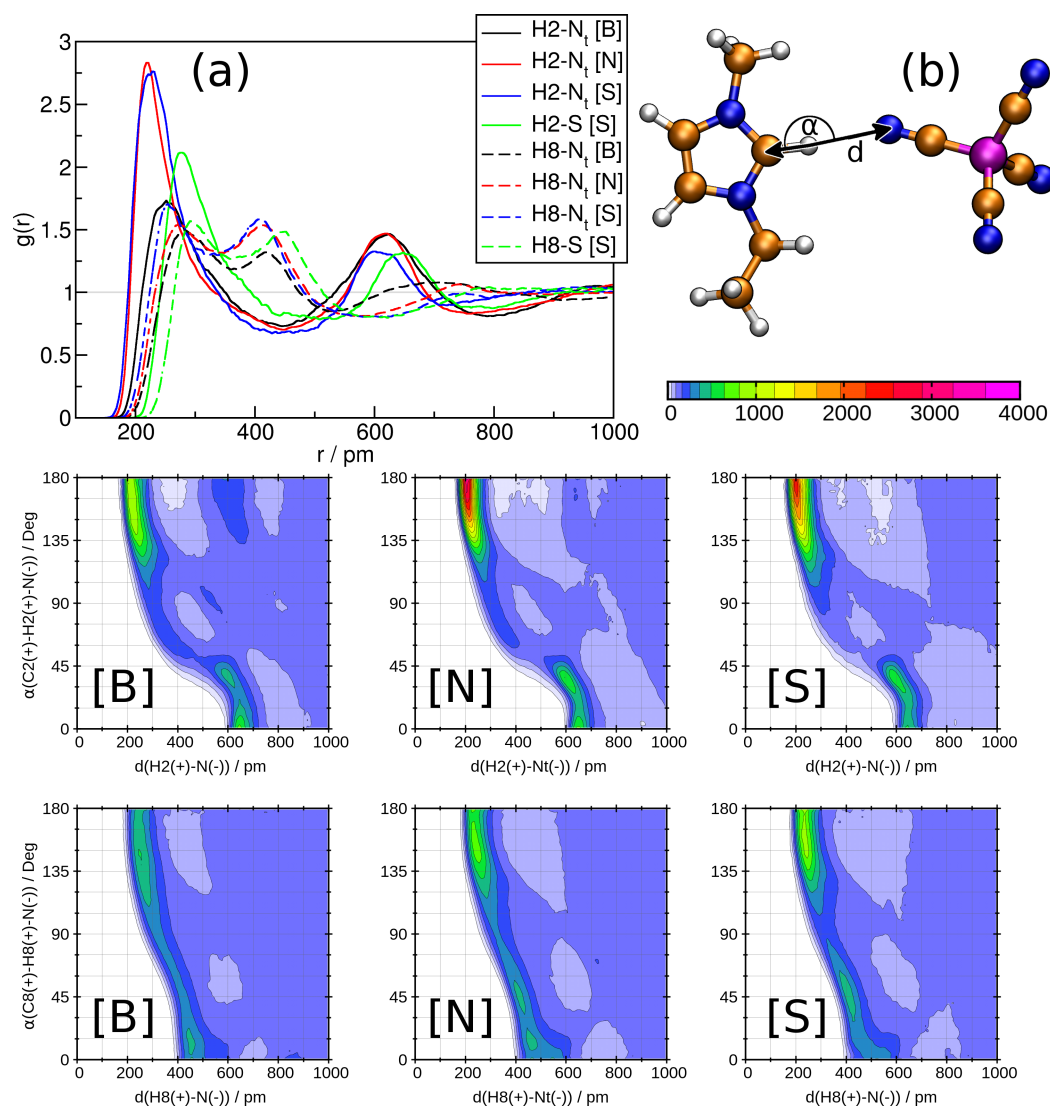 (a)
g(r)
3
2.5
2
1.5
1
0.5
0
200
400
600
800
1000
r / pm
H2-Nt [B]
H2-Nt [N]
H2-Nt [S]
H2-S [S]
H8-Nt [B]
H8-Nt [N]
H8-Nt [S]
H8-S [S]
(b)
α
d
0 1000 2000 3000 4000
α(C2(+)-H2(+)-N(-)) / Deg
180
135
90
45
0
[B]
0 200 400 600 800 1000
d(H2(+)-N(-)) / pm
180
135
90
45
0
[N]
0 200 400 600 800 1000
d(H2(+)-Nt(-)) / pm
180
135
90
45
0
[S]
0 200 400 600 800 1000
d(H2(+)-N(-)) / pm
α(C8(+)-H8(+)-N(-)) / Deg
180
135
90
45
0
[B]
0 200 400 600 800 1000
d(H8(+)-N(-)) / pm
180
135
90
45
0
[N]
0 200 400 600 800 1000
d(H8(+)-Nt(-)) / pm
180
135
90
45
0
[S]
0 200 400 600 800 1000
d(H8(+)-N(-)) / pm